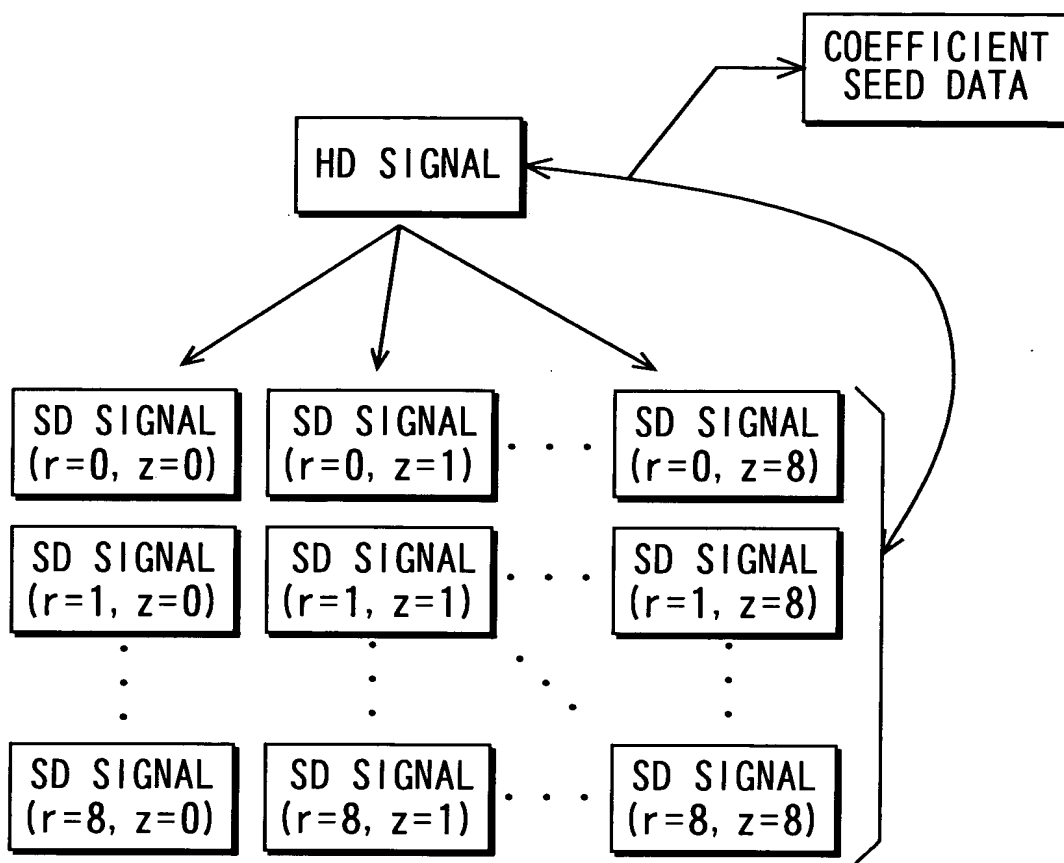 COEFFICIENT
SEED DATA
HD SIGNAL
SD SIGNAL
(r=0, z=0)
SD SIGNAL
(r=0, z=1)
SD SIGNAL
(r=0, z=8)
SD SIGNAL
(r=1, z=0)
SD SIGNAL
(r=1, z=1)
SD SIGNAL
(r=1, z=8)
SD SIGNAL
(r=8, z=0)
SD SIGNAL
(r=8, z=1)
SD SIGNAL
(r=8, z=8)